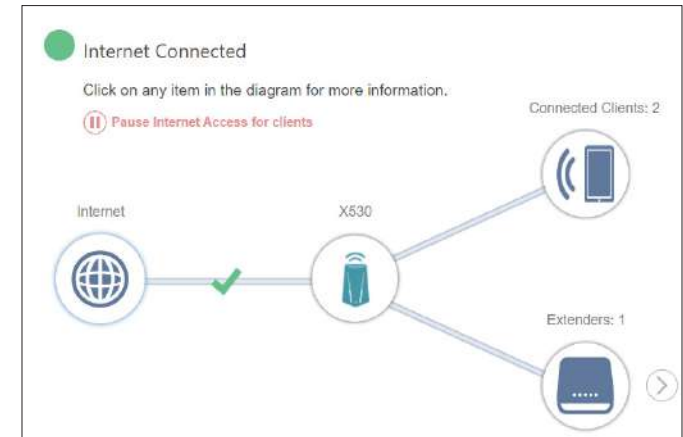 Internet Connected
Click on any item in the diagram for more information.
Pause Internet Access for clients
Connected Clients: 2
Internet
X530
Extenders: 1